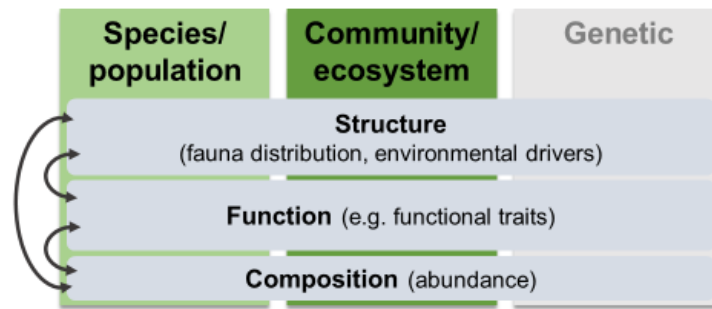 Species/
population
Community/
ecosystem
Genetic
Structure
(fauna distribution, environmental drivers)
Function (e.g. functional traits)
Composition (abundance)